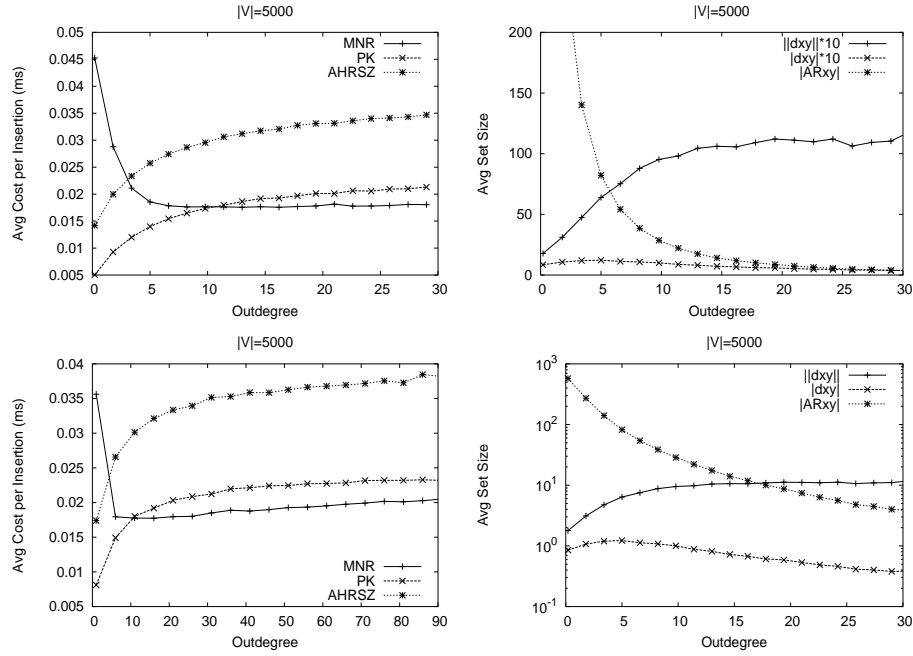 |V|=5000
Avg Cost per Insertion (ms)
0.05
0.045
0.04
0.035
0.03
0.025
0.02
0.015
0.01
0.005
0 5 10 15 20 25 30
Outdegree
MNR
PK
AHRSZ
|V|=5000
Avg Set Size
200
150
100
50
0
0 5 10 15 20 25 30
Outdegree
||dxy||*10
|dxy|*10
|ARxy|
|V|=5000
Avg Cost per Insertion (ms)
0.04
0.035
0.03
0.025
0.02
0.015
0.01
0.005
0 10 20 30 40 50 60 70 80 90
Outdegree
MNR
PK
AHRSZ
|V|=5000
Avg Set Size
10^3
10^2
10^1
10^0
10^-1
0 5 10 15 20 25 30
Outdegree
||dxy||
|dxy|
|ARxy|